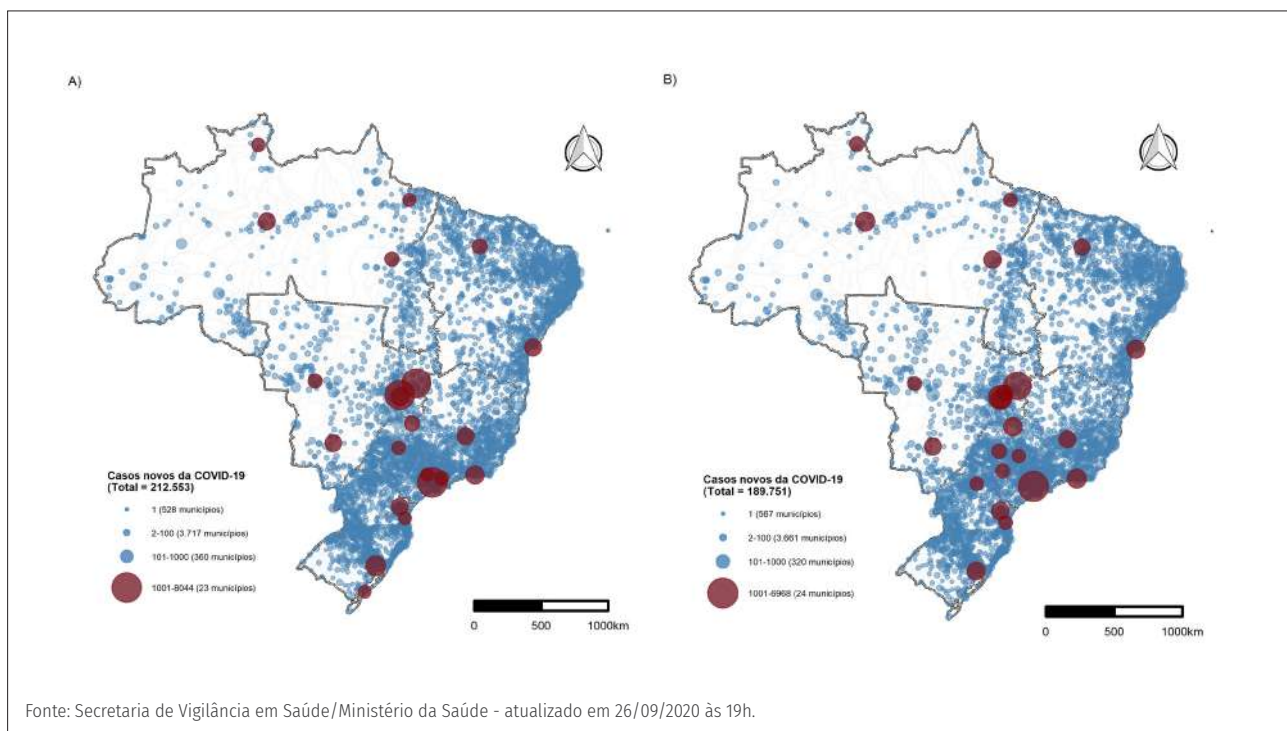 A)
Casos novos da COVID-19
(Total = 212.553)
1 (528 municípios)
2-100 (3.717 municípios)
101-1000 (360 municípios)
1001-8044 (23 municípios)
0 500 1000km
B)
Casos novos da COVID-19
(Total = 189.751)
1 (567 municípios)
2-100 (3.661 municípios)
101-1000 (320 municípios)
1001-6968 (24 municípios)
0 500 1000km
Fonte: Secretaria de Vigilância em Saúde/Ministério da Saúde - atualizado em 26/09/2020 às 19h.